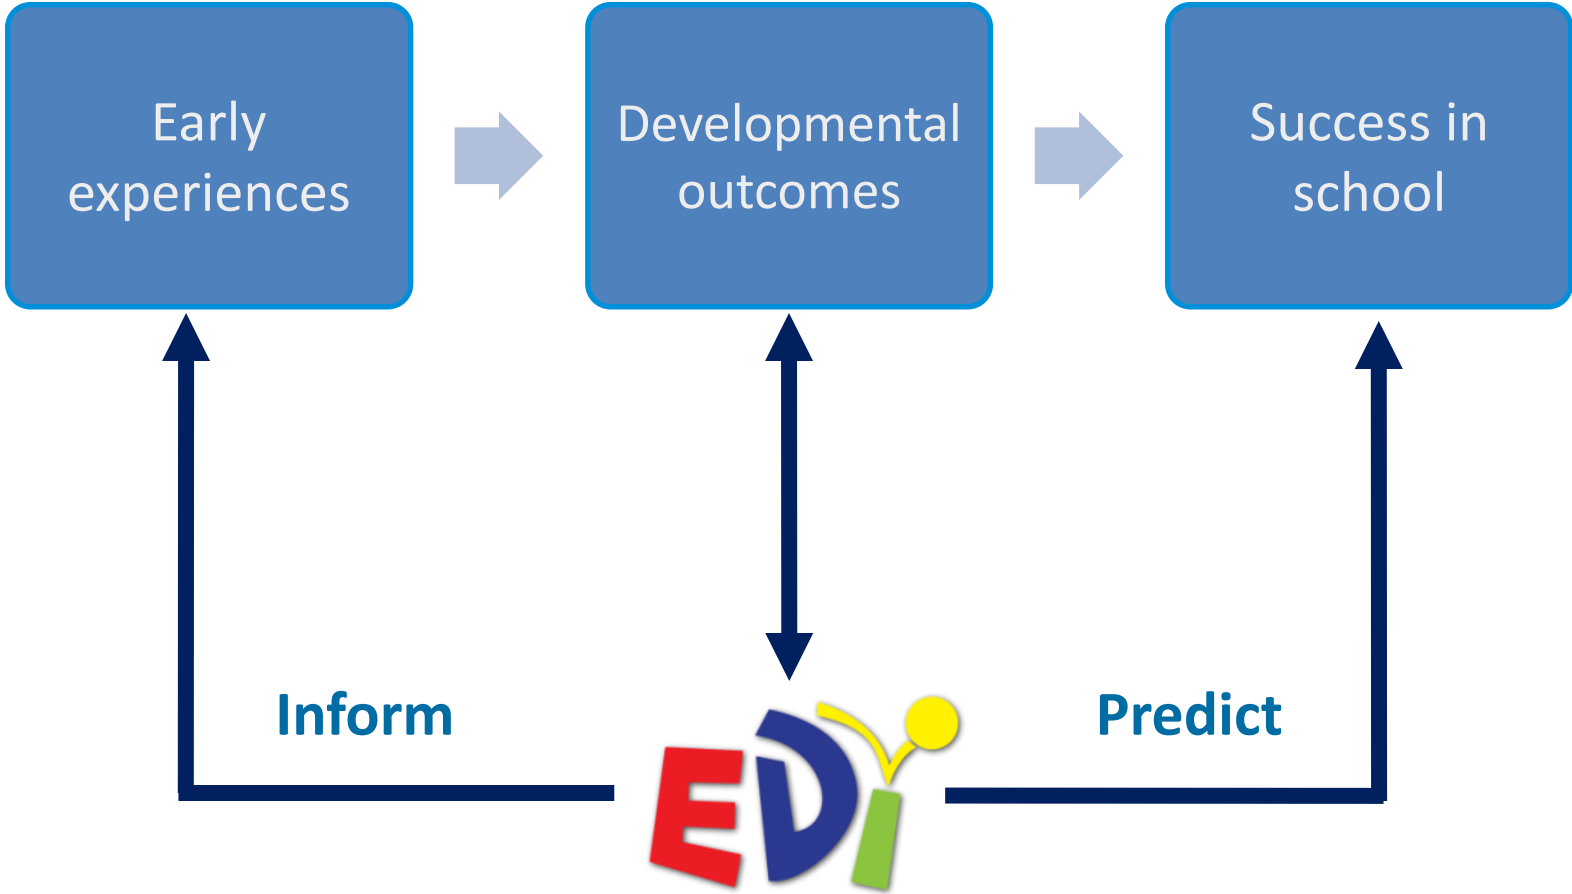 Early
experiences
Developmental
outcomes
Success in
school
Inform
Predict
EDI